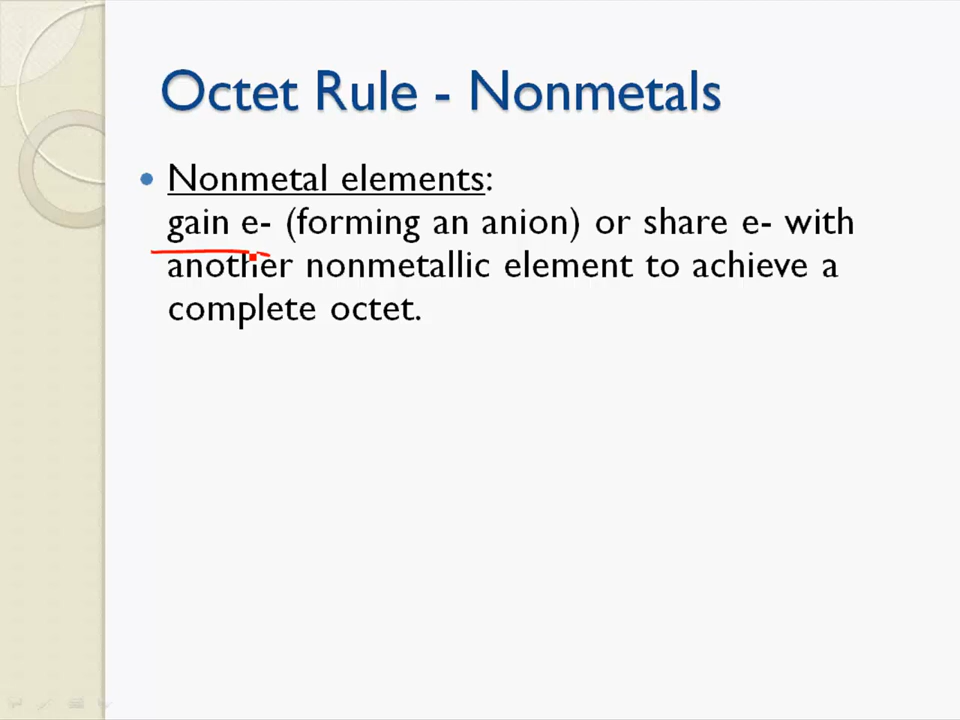 Octet Rule - Nonmetals
• Nonmetal elements:
gain e- (forming an anion) or share e- with
another nonmetallic element to achieve a
complete octet.